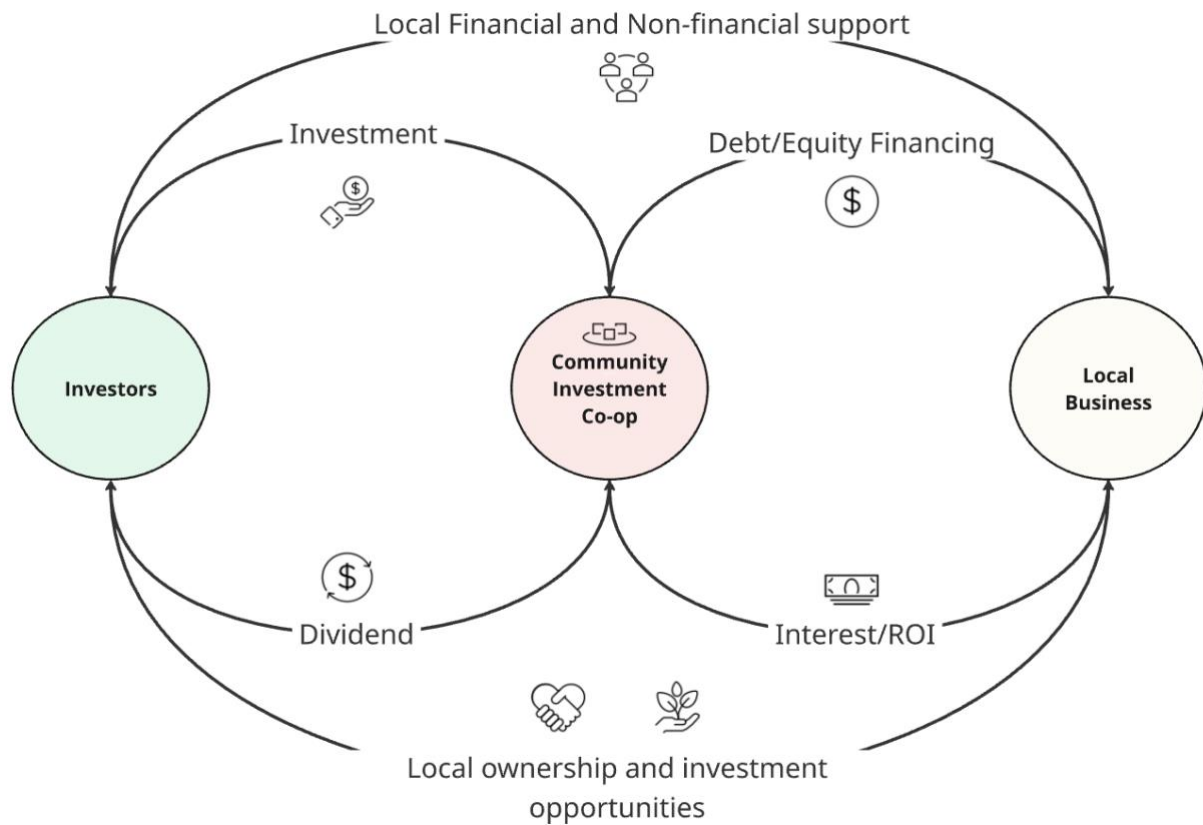 Local Financial and Non-financial support
Investment
Debt/Equity Financing
$
$
Investors
Community
Investment
Co-op
Local
Business
$
Dividend
Interest/ROI
Local ownership and investment
opportunities